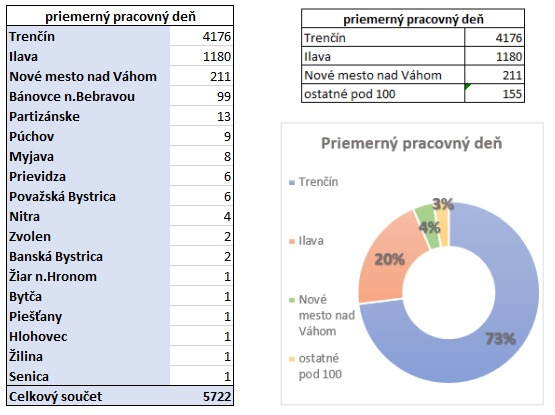 priemerný pracovný deň
Trenčín 4176
Ilava 1180
Nové mesto nad Váhom 211
Bánovce n.Bebravou 99
Partizánske 13
Púchov 9
Myjava 8
Prievidza 6
Považská Bystrica 6
Nitra 4
Zvolen 2
Banská Bystrica 2
Žiar n.Hronom 1
Bytča 1
Piešťany 1
Hlohovec 1
Žilina 1
Senica 1
Celkový součet 5722
priemerný pracovný deň
Trenčín 4176
Ilava 1180
Nové mesto nad Váhom 211
ostatné pod 100 155
Priemerný pracovný deň
Trenčín
Ilava
Nové
mesto nad
Váhom
ostatné
pod 100
3%
4%
20%
73%